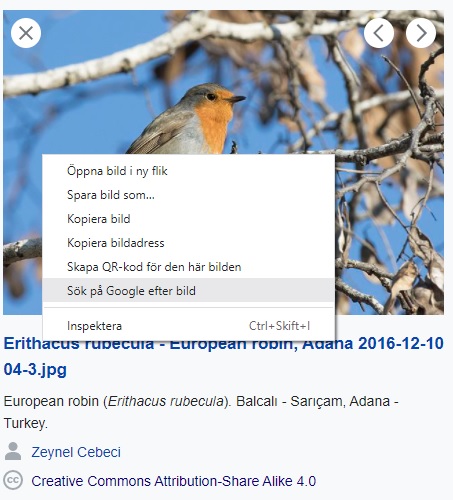 Öppna bild i ny flik
Spara bild som...
Kopiera bild
Kopiera bildadress
Skapa QR-kod för den här bilden
Sök på Google efter bild
Inspektera Ctrl+Skift+I
Erithacus rubecula - European robin, Adana 2016-12-10
04-3.jpg
European robin (Erithacus rubecula). Balcalı - Sarıçam, Adana -
Turkey.
Zeynel Cebeci
cc Creative Commons Attribution-Share Alike 4.0